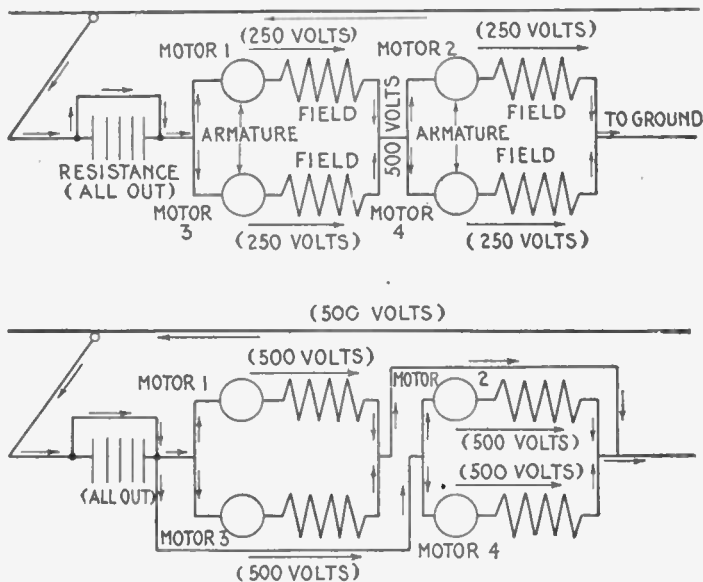 (250 VOLTS)
(250 VOLTS)
MOTOR 1
MOTOR 2
FIELD
500 VOLTS
FIELD
ARMATURE
ARMATURE
TO GROUND
FIELD
FIELD
RESISTANCE
(ALL OUT)
MOTOR
3
MOTOR
4
(250 VOLTS)
(250 VOLTS)
(500 VOLTS)
(500 VOLTS)
MOTOR 1
MOTOR 2
(500 VOLTS)
(500 VOLTS)
(ALL OUT)
MOTOR 3
MOTOR 4
(500 VOLTS)